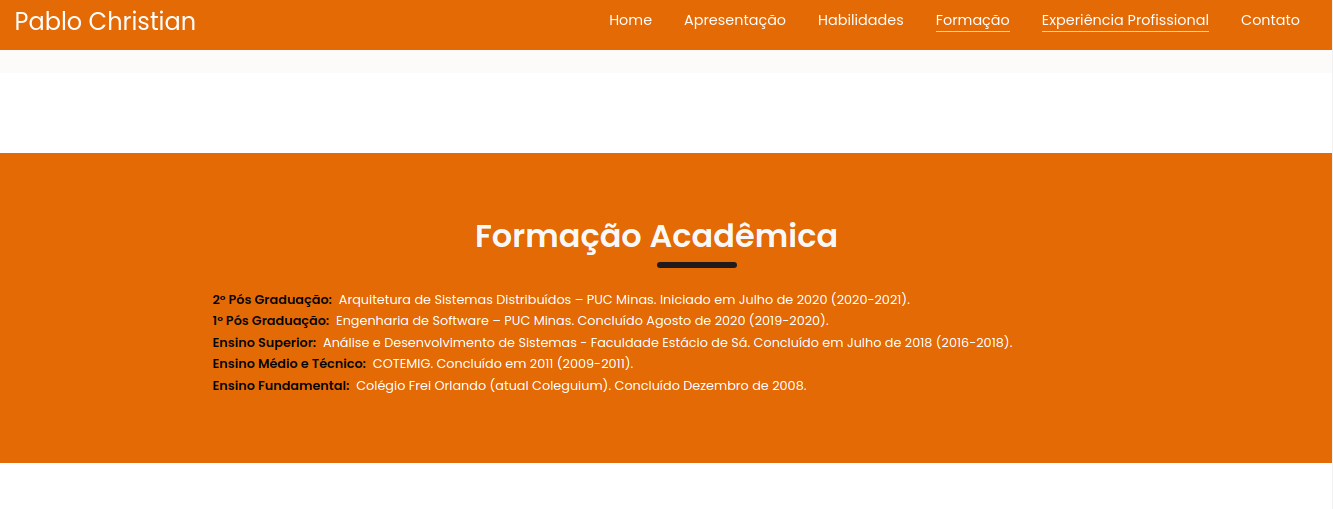 Pablo Christian
Home Apresentação Habilidades Formação Experiência Profissional Contato
Formação Acadêmica
2º Pós Graduação: Arquitetura de Sistemas Distribuídos – PUC Minas. Iniciado em Julho de 2020 (2020-2021).
1º Pós Graduação: Engenharia de Software – PUC Minas. Concluído Agosto de 2020 (2019-2020).
Ensino Superior: Análise e Desenvolvimento de Sistemas - Faculdade Estácio de Sá. Concluído em Julho de 2018 (2016-2018).
Ensino Médio e Técnico: COTEMIG. Concluído em 2011 (2009-2011).
Ensino Fundamental: Colégio Frei Orlando (atual Coleguium). Concluído Dezembro de 2008.